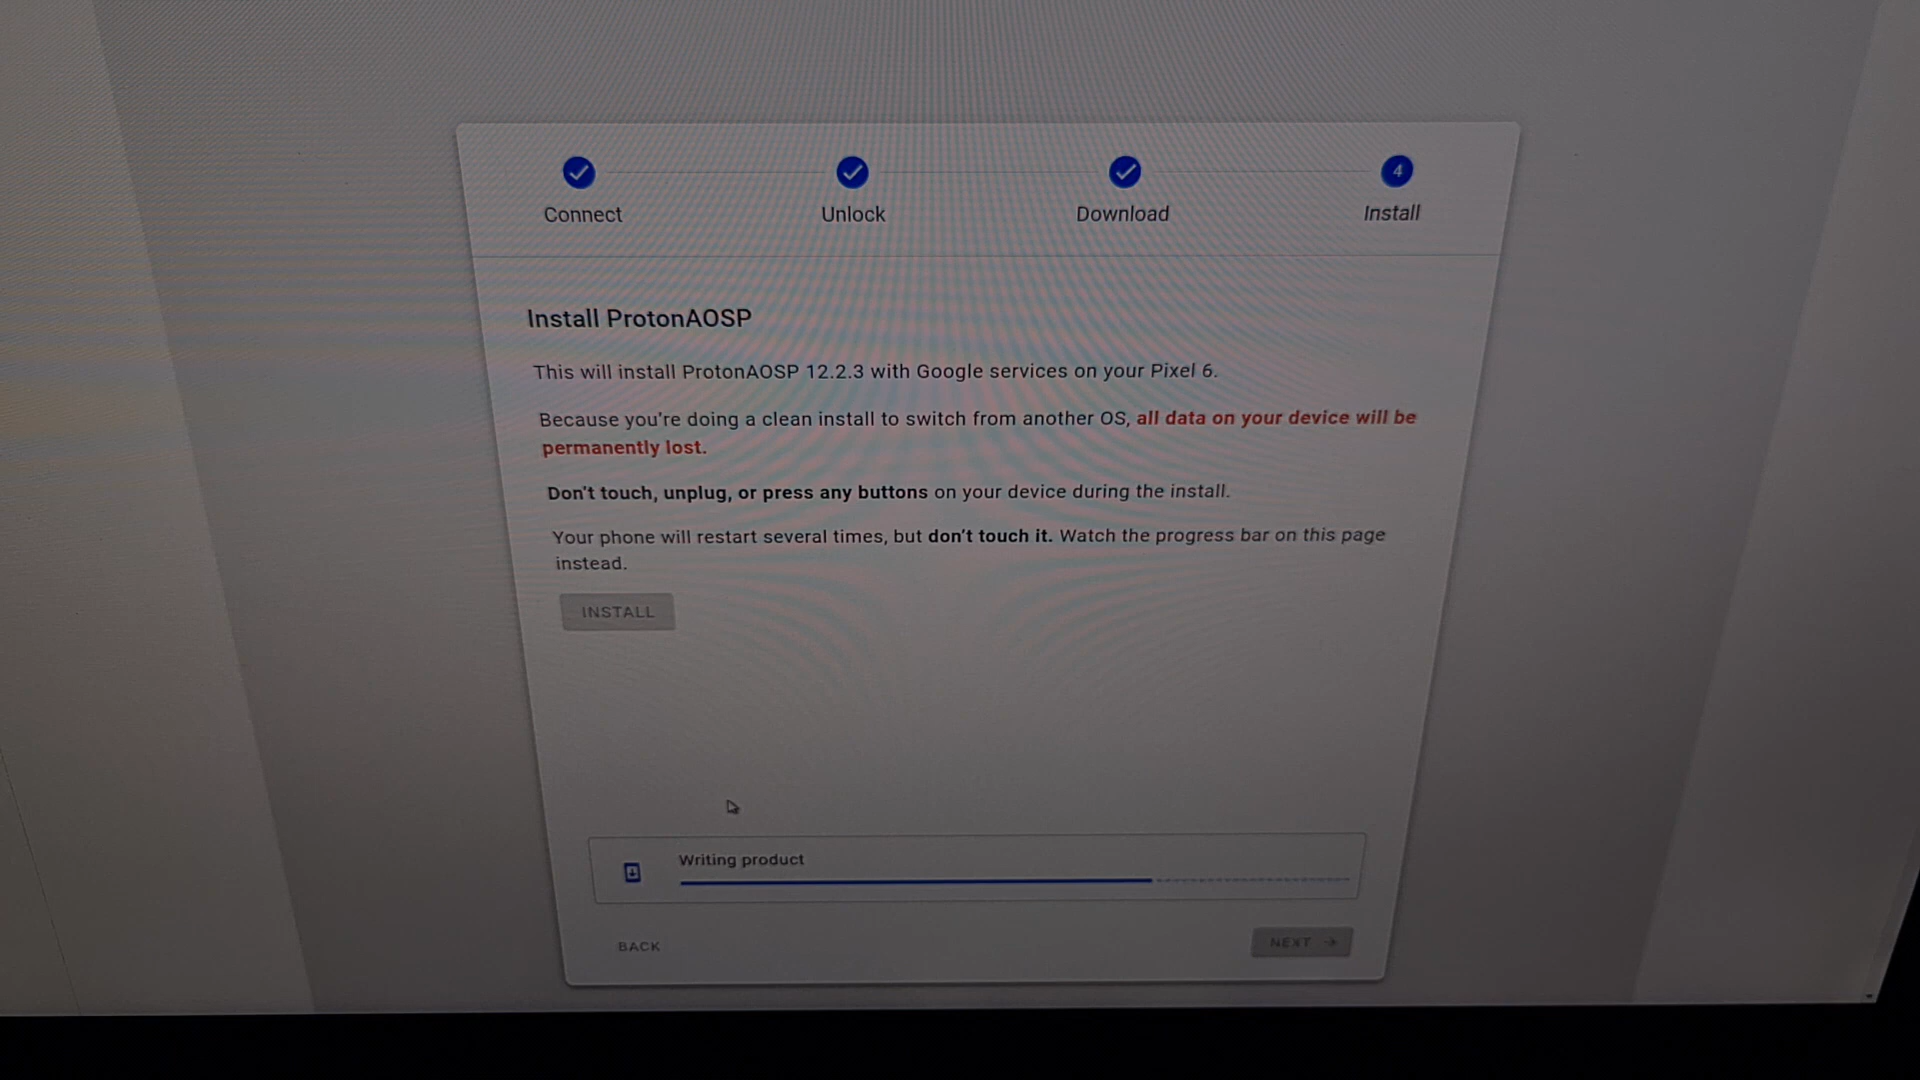 Connect
Unlock
Download
4
Install
Install ProtonAOSP
This will install ProtonAOSP 12.2.3 with Google services on your Pixel 6.
Because you're doing a clean install to switch from another OS, all data on your device will be
permanently lost.
Don't touch, unplug, or press any buttons on your device during the install.
Your phone will restart several times, but don't touch it. Watch the progress bar on this page
instead.
INSTALL
Writing product
BACK
NEXT